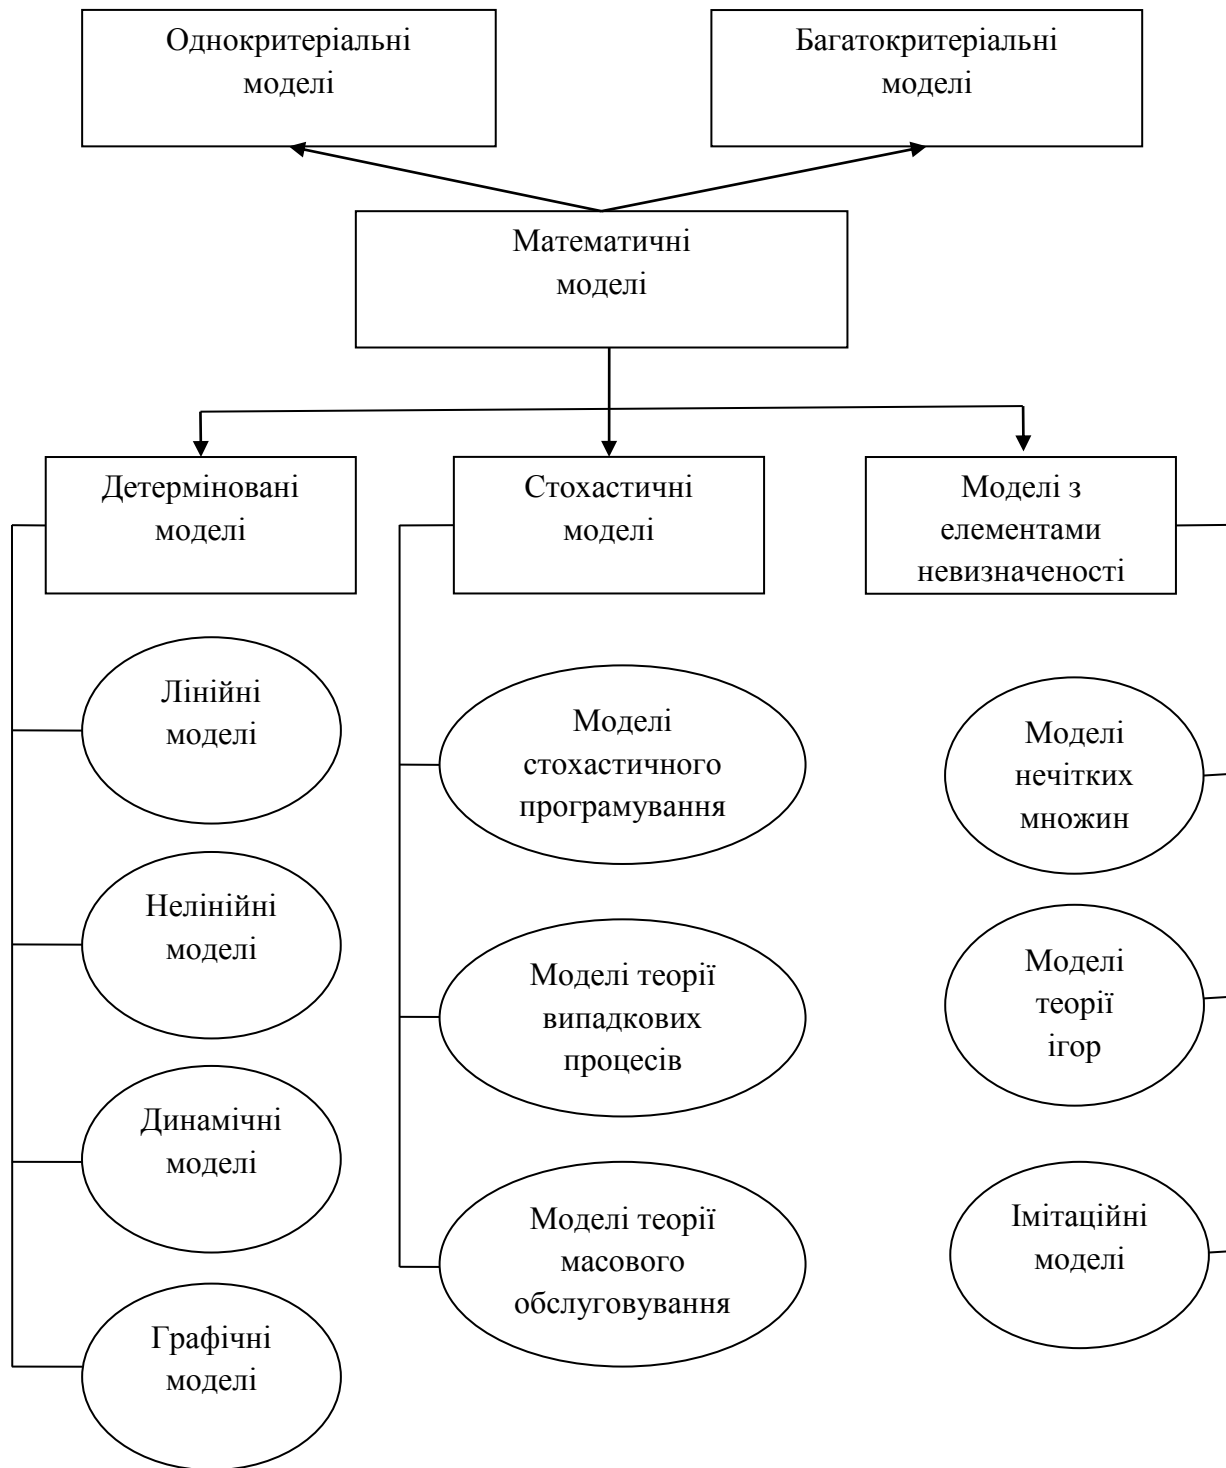 Однокритеріальні
моделі
Багатокритеріальні
моделі
Математичні
моделі
Детерміновані
моделі
Стохастичні
моделі
Моделі з
елементами
невизначеності
Лінійні
моделі
Нелінійні
моделі
Динамічні
моделі
Графічні
моделі
Моделі
стохастичного
програмування
Моделі теорії
випадкових
процесів
Моделі теорії
масового
обслуговування
Моделі
нечітких
множин
Моделі
теорії
ігор
Імітаційні
моделі